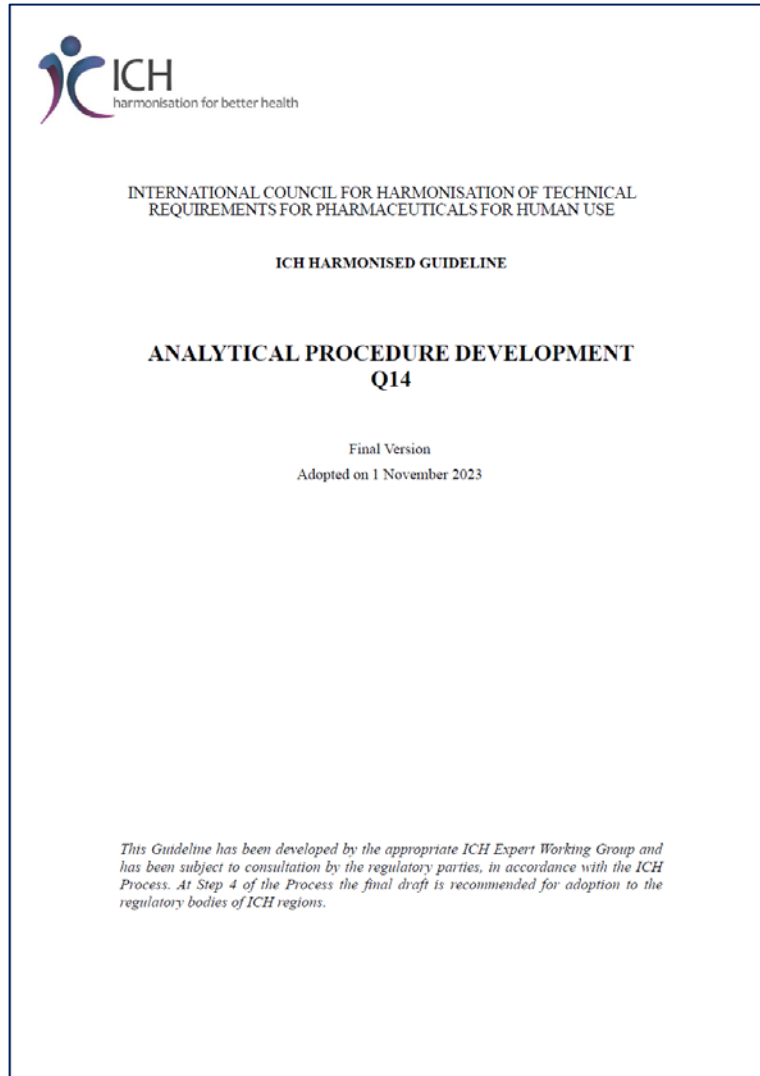 ICH
harmonisation for better health
INTERNATIONAL COUNCIL FOR HARMONISATION OF TECHNICAL
REQUIREMENTS FOR PHARMACEUTICALS FOR HUMAN USE
ICH HARMONISED GUIDELINE
ANALYTICAL PROCEDURE DEVELOPMENT
Q14
Final Version
Adopted on 1 November 2023
This Guideline has been developed by the appropriate ICH Expert Working Group and
has been subject to consultation by the regulatory parties, in accordance with the ICH
Process. At Step 4 of the Process the final draft is recommended for adoption to the
regulatory bodies of ICH regions.